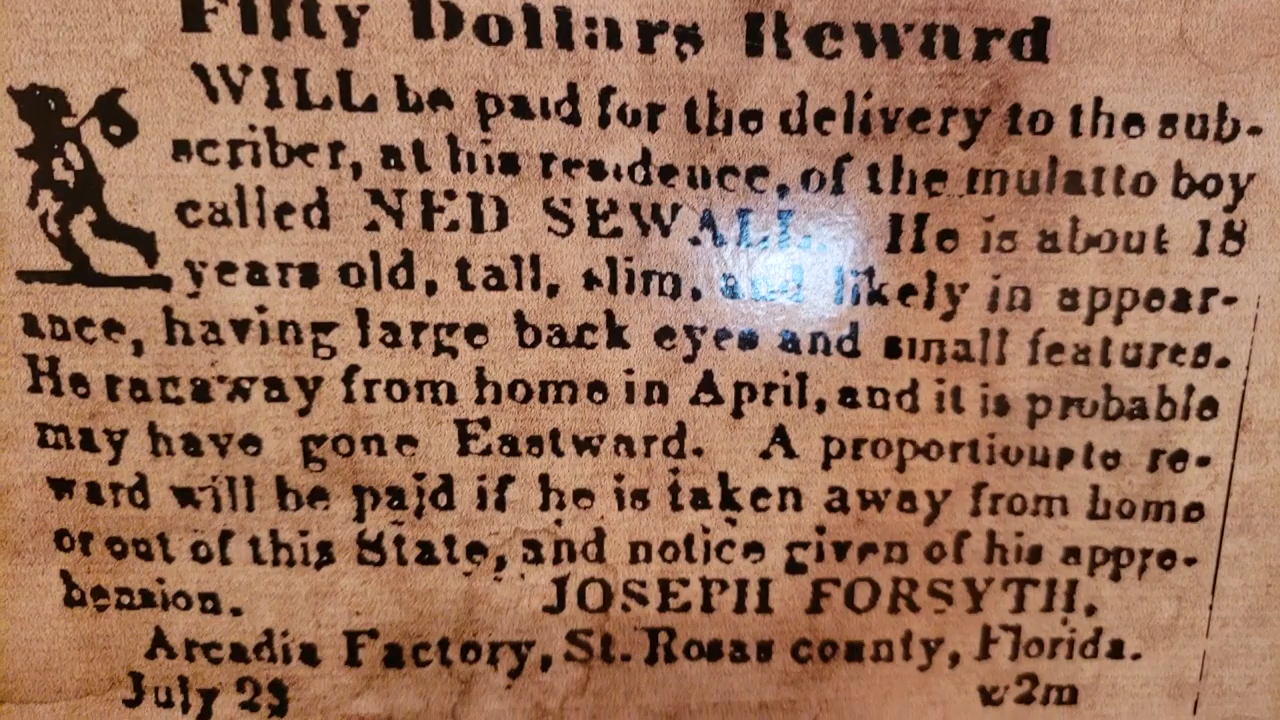 Fifty Dollars Reward
WILL be paid for the delivery to the sub-
scriber, at his residence, of the mulatto boy
called NED SEWALL. He is about 18
years old, tall, slim, and likely in appear-
ance, having large back eyes and small features.
He ranaway from home in April, and it is probable
may have gone Eastward. A proportionate re-
ward will be paid if he is taken away from home
or out of this State, and notice given of his appre-
hension. JOSEPH FORSYTH.
Arcadia Factory, St. Rosas county, Florida.
July 23 w2m